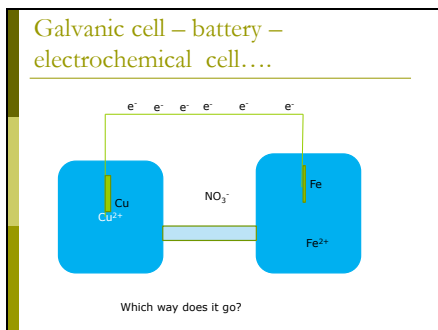 Galvanic cell – battery –
electrochemical cell….
e⁻ e⁻ e⁻ e⁻ e⁻ e⁻
Cu
Cu²⁺
NO₃⁻
Fe
Fe²⁺
Which way does it go?